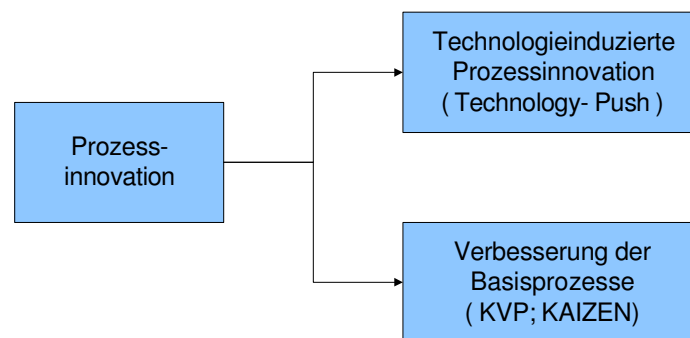 Technologieinduzierte
Prozessinnovation
( Technology- Push )
Prozess-
innovation
Verbesserung der
Basisprozesse
( KVP; KAIZEN)